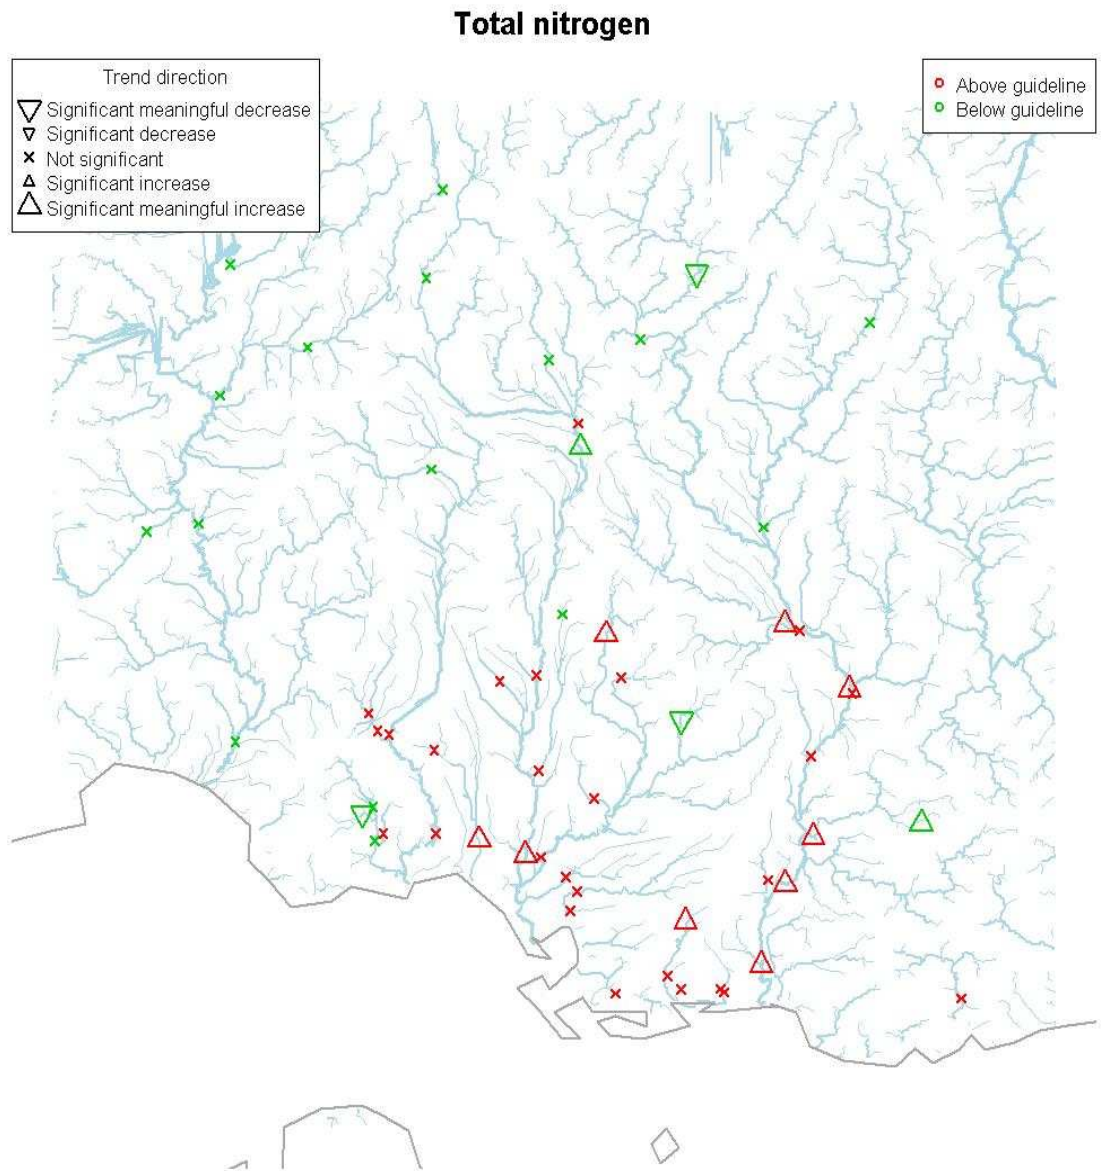 Total nitrogen
Trend direction
Significant meaningful decrease
Significant decrease
Not significant
Significant increase
Significant meaningful increase
Above guideline
Below guideline